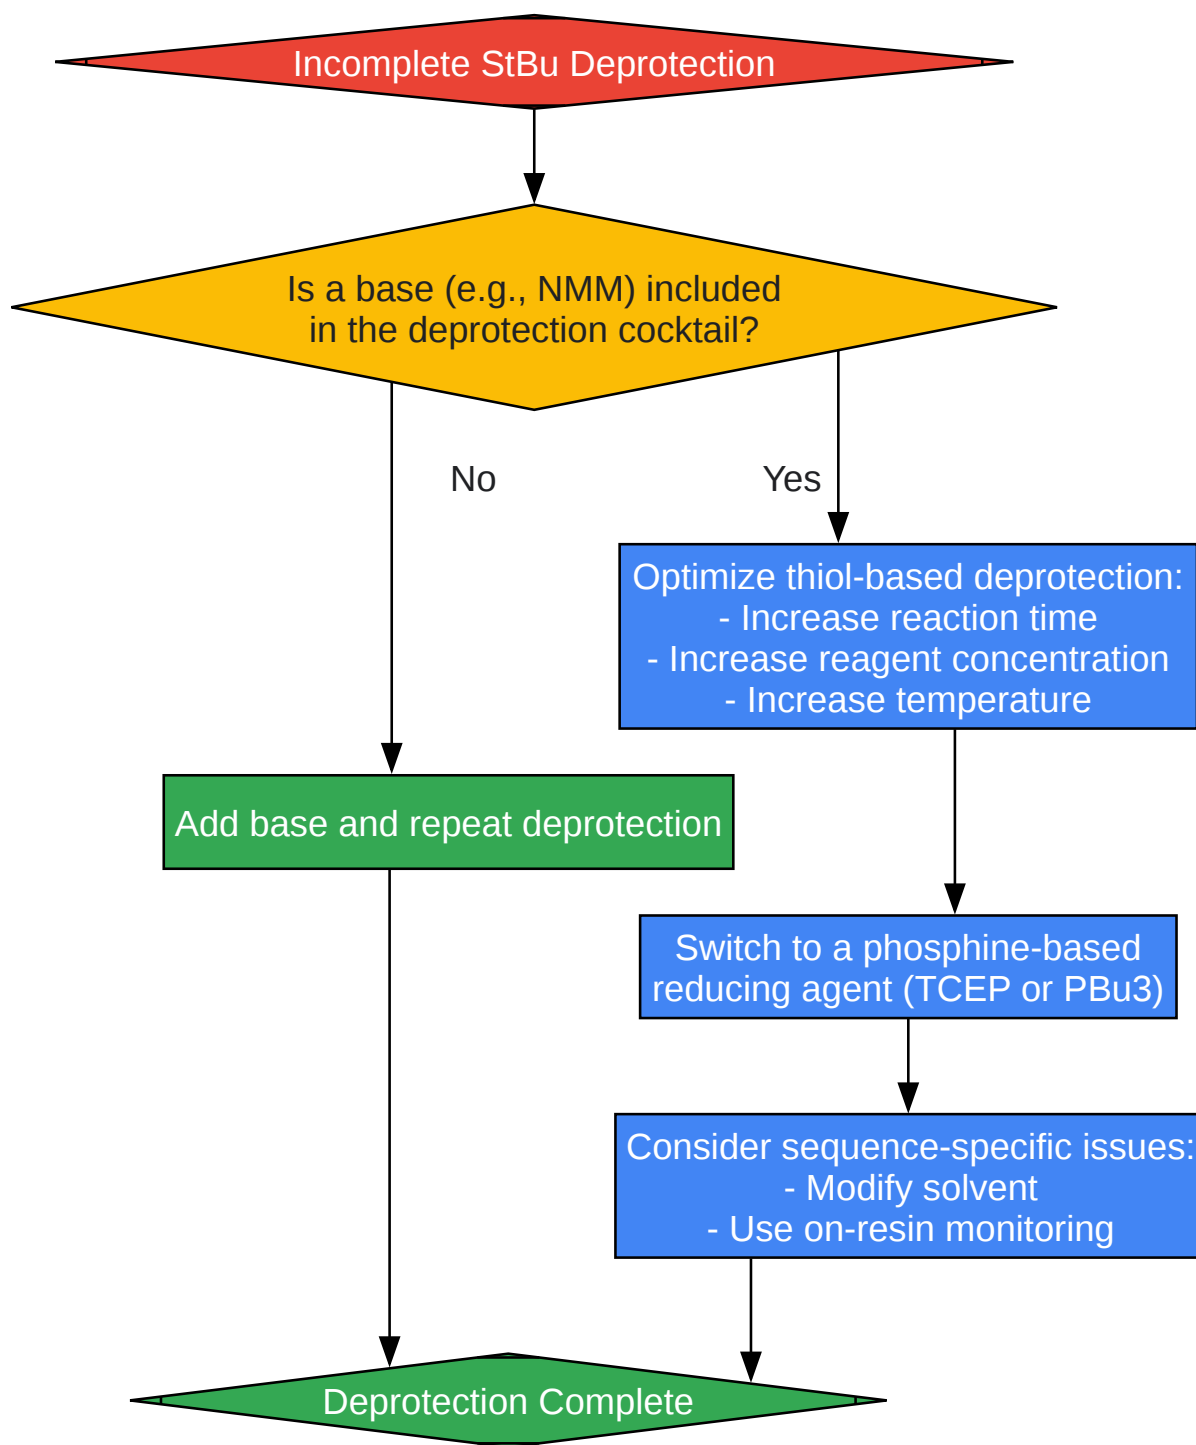 Incomplete StBu Deprotection
Is a base (e.g., NMM) included
in the deprotection cocktail?
No
Yes
Optimize thiol-based deprotection:
- Increase reaction time
- Increase reagent concentration
- Increase temperature
Add base and repeat deprotection
Switch to a phosphine-based
reducing agent (TCEP or PBu3)
Consider sequence-specific issues:
- Modify solvent
- Use on-resin monitoring
Deprotection Complete